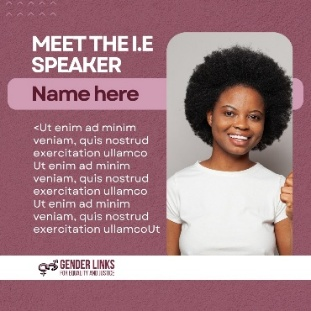 MEET THE I.E
SPEAKER
Name here
<Ut enim ad minim
veniam, quis nostrud
exercitation ullamco
Ut enim ad minim
veniam, quis nostrud
exercitation ullamco
Ut enim ad minim
veniam, quis nostrud
exercitation ullamcoUt
GENDER LINKS
FOR EQUALITY AND JUSTICE